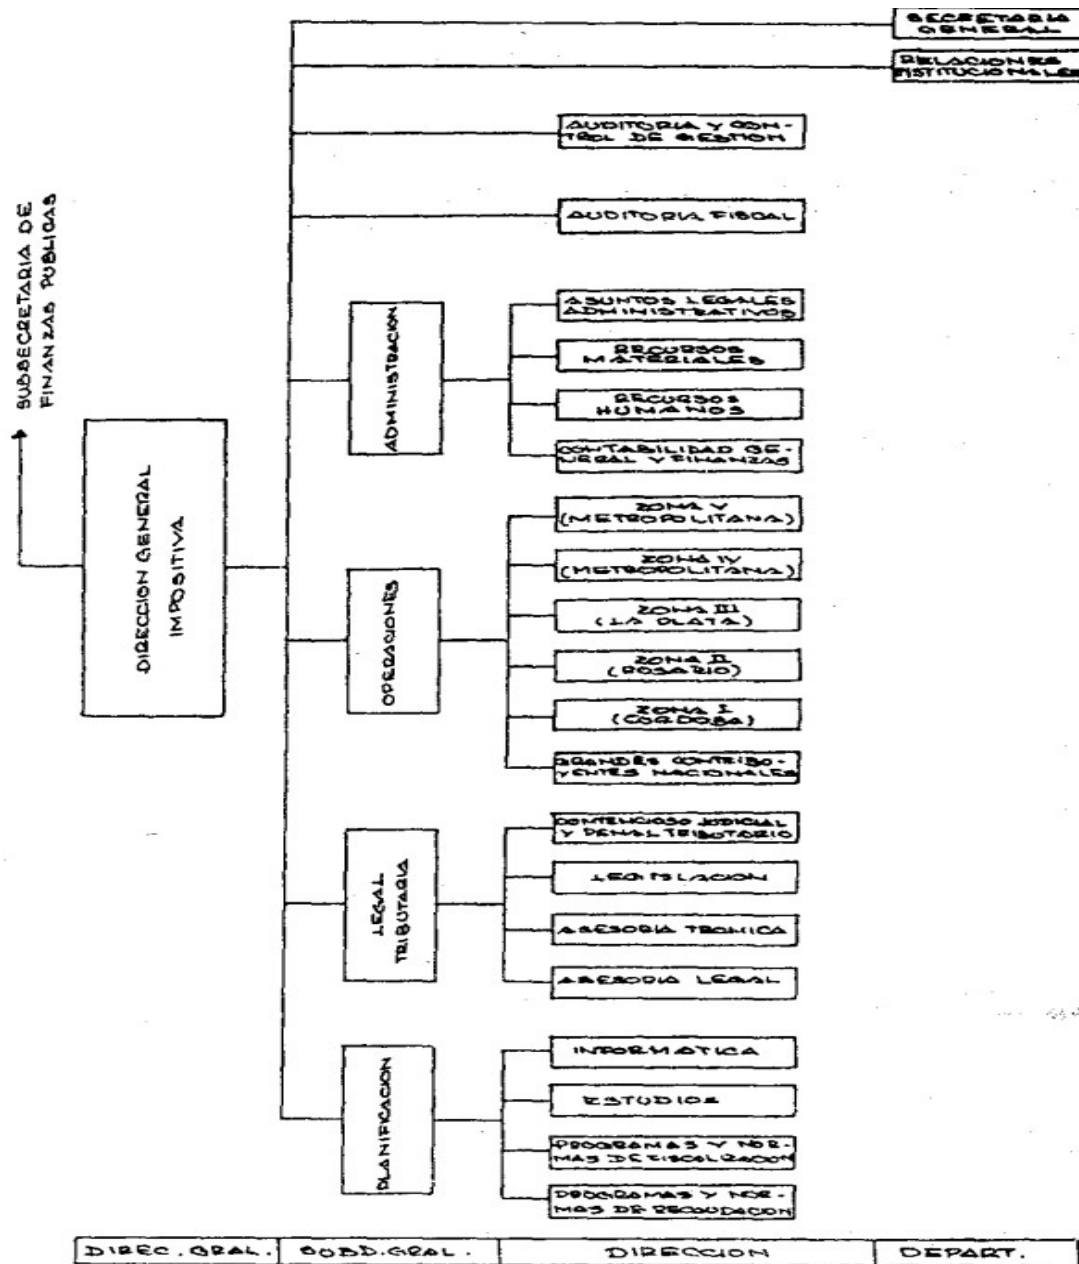 SECRETARIA
GENERAL
RELACIONES
INSTITUCIONALES
AUDITORIA Y CON-
TROL DE GESTION
AUDITORIA FISCAL
SUBSECRETARIA DE
FINANZAS PUBLICAS
DIRECCION GENERAL
IMPOSITIVA
ADMINISTRACION
ASUNTOS LEGALES
ADMINISTRATIVOS
RECURSOS
MATERIALES
RECURSOS
HUMANOS
CONTABILIDAD GE-
NERAL Y FINANZAS
OPERACIONES
ZONA V
(METROPOLITANA)
ZONA IV
(METROPOLITANA)
ZONA III
(LA PLATA)
ZONA II
(ROSARIO)
ZONA I
(CORDOBA)
GRANDES CONTRIBU-
YENTES NACIONALES
LEGAL
TRIBUTARIA
CONTENCIOSO JUDICIAL
Y PENAL TRIBUTARIO
LEGISLACION
ASESORIA TECNICA
ASESORIA LEGAL
PLANIFICACION
INFORMATICA
ESTUDIOS
PROGRAMAS Y NOR-
MAS DE FISCALIZACION
PROGRAMAS Y NOR-
MAS DE RECAUDACION
DIREC. GRAL.
SUBD. GRAL.
DIRECCION
DEPART.